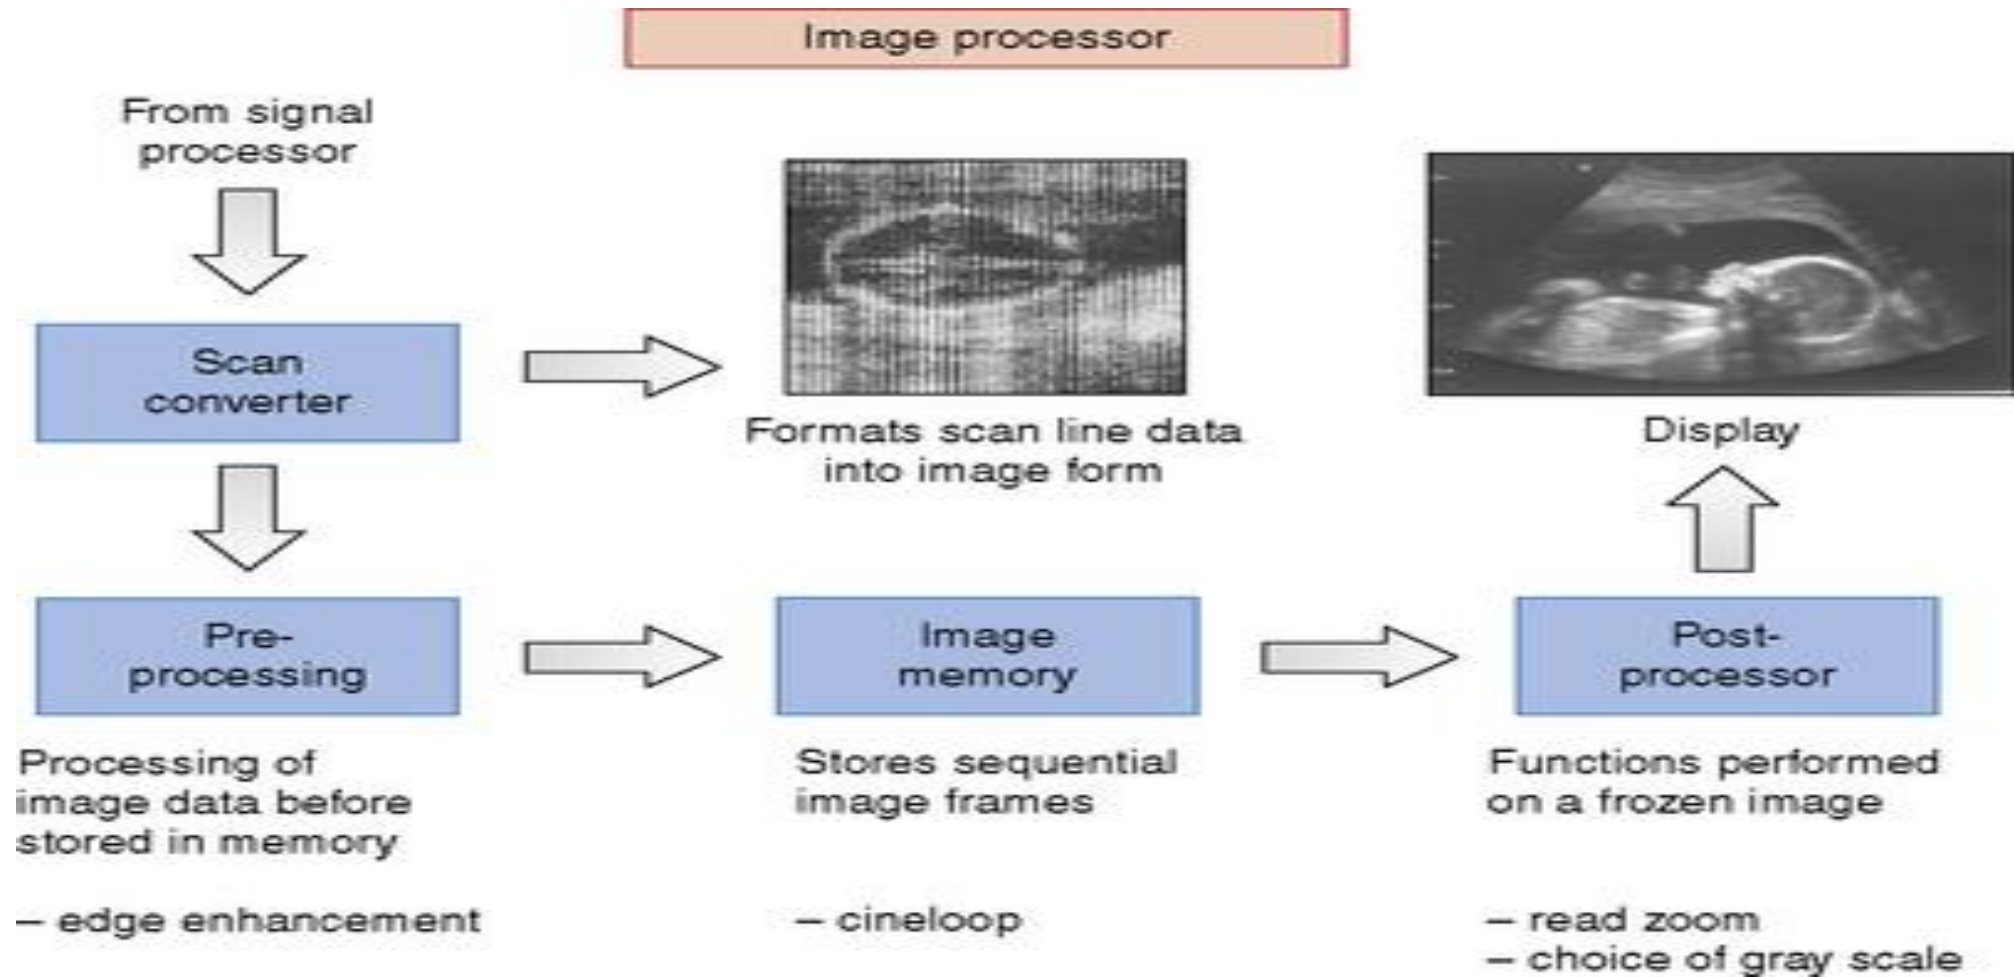 Image processor
From signal
processor
Scan
converter
Formats scan line data
into image form
Display
Pre-
processing
Image
memory
Post-
processor
Processing of
image data before
stored in memory
– edge enhancement
Stores sequential
image frames
– cineloop
Functions performed
on a frozen image
– read zoom
– choice of gray scale